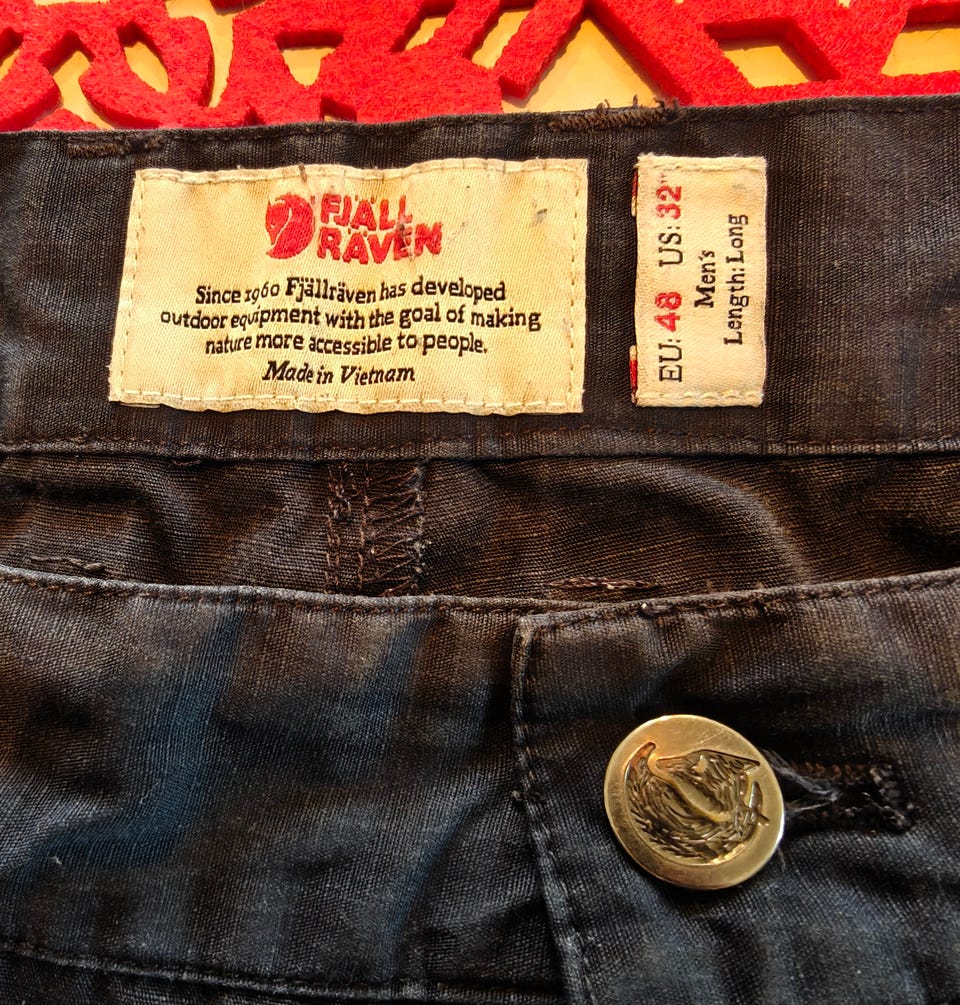 FJÄLL
RÄVEN
Since 1960 Fjällräven has developed
outdoor equipment with the goal of making
nature more accessible to people.
Made in Vietnam
EU: 48 US: 32"
Men's
Length: Long